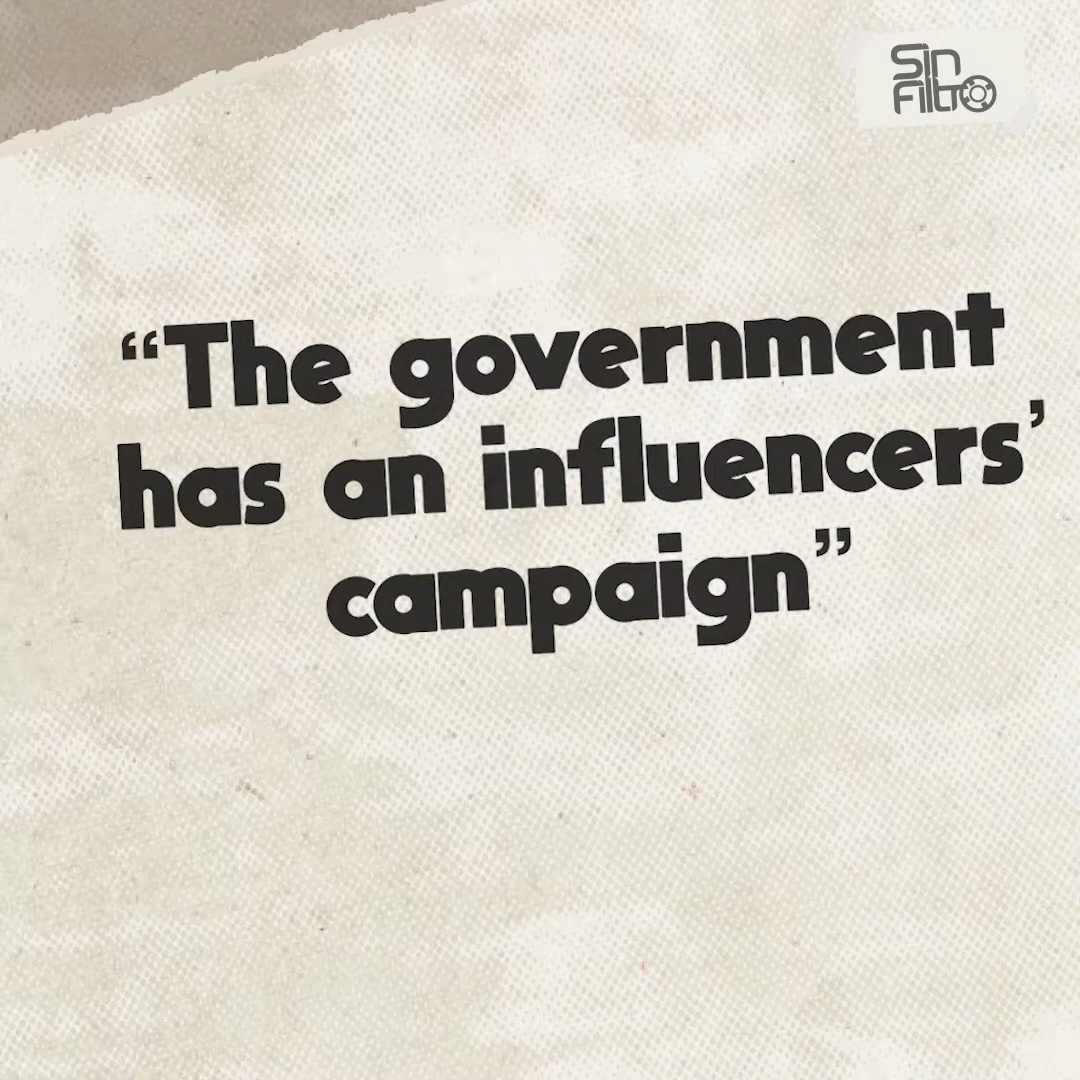 Sin
Filtro
“The government
has an influencers’
campaign”